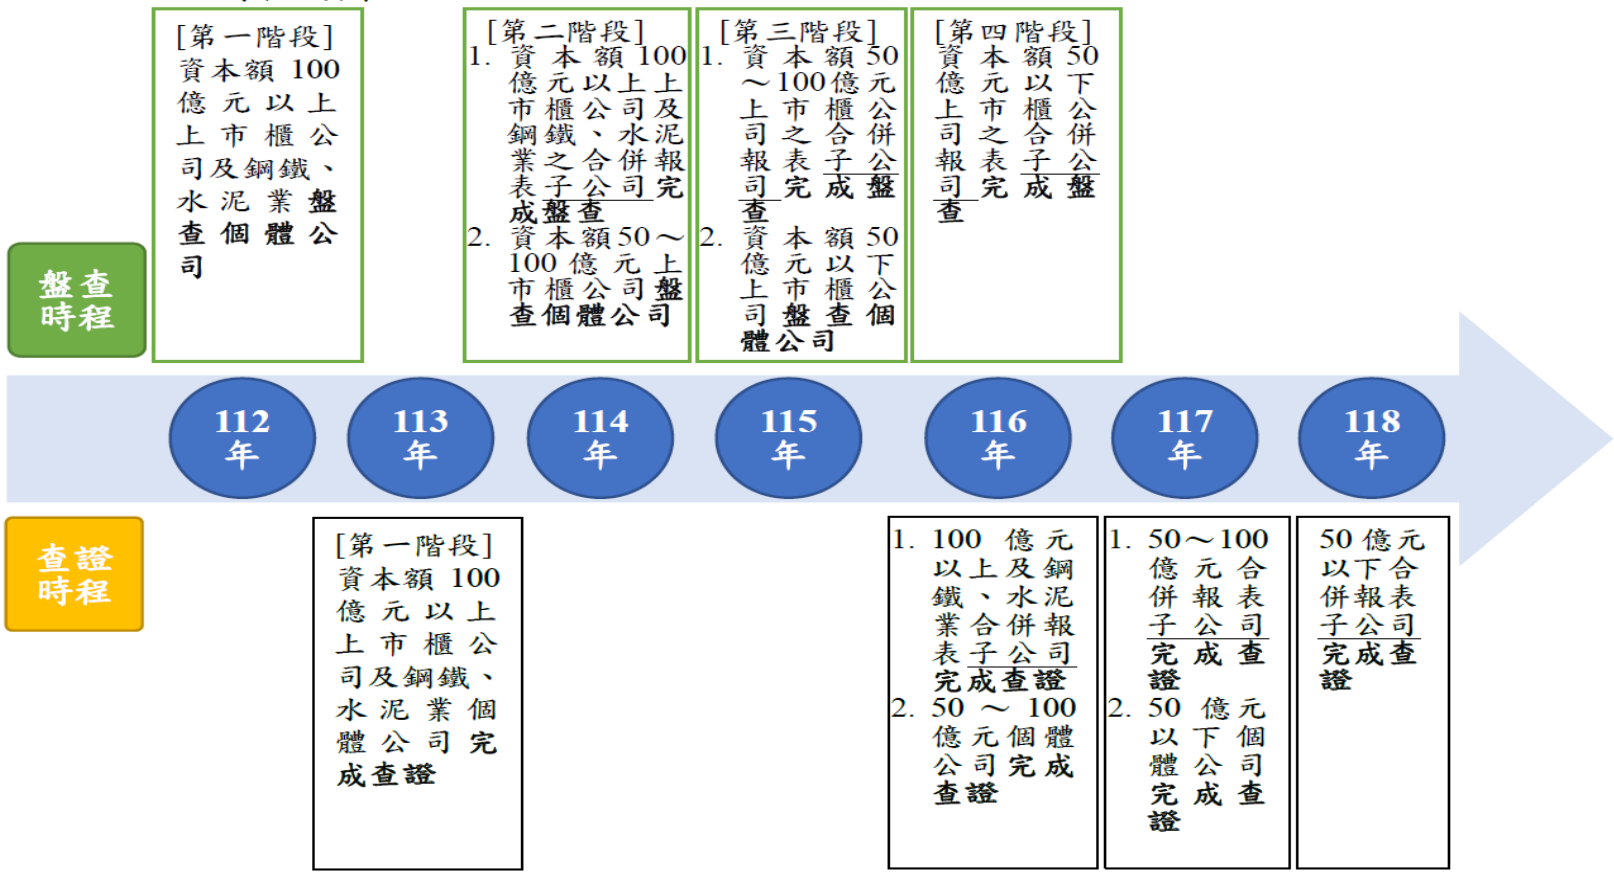 [第一階段]
資本額 100
億元以上
上市櫃公
司及鋼鐵、
水泥業盤
查個體公
司
[第二階段]
1. 資本額 100
億元以上上
市櫃公司及
鋼鐵、水泥
業之合併報
表子公司完
成盤查
2. 資本額50～
100 億元上
市櫃公司盤
查個體公司
[第三階段]
1. 資本額 50
～100億元
上市櫃公
司之合併
報表子公
司完成盤
查
2. 資本額 50
億元以下
上市櫃公
司盤查個
體公司
[第四階段]
資本額 50
億元以下
上市櫃公
司之合併
報表子公
司完成盤
查
盤查
時程
112
年
113
年
114
年
115
年
116
年
117
年
118
年
查證
時程
[第一階段]
資本額 100
億元以上
上市櫃公
司及鋼鐵、
水泥業個
體公司完
成查證
1. 100 億元
以上及鋼
鐵、水泥
業合併報
表子公司
完成查證
2. 50～100
億元個體
公司完成
查證
1. 50～100
億元合
併報表
子公司
完成查
證
2. 50 億元
以下個
體公司
完成查
證
50 億元
以下合
併報表
子公司
完成查
證